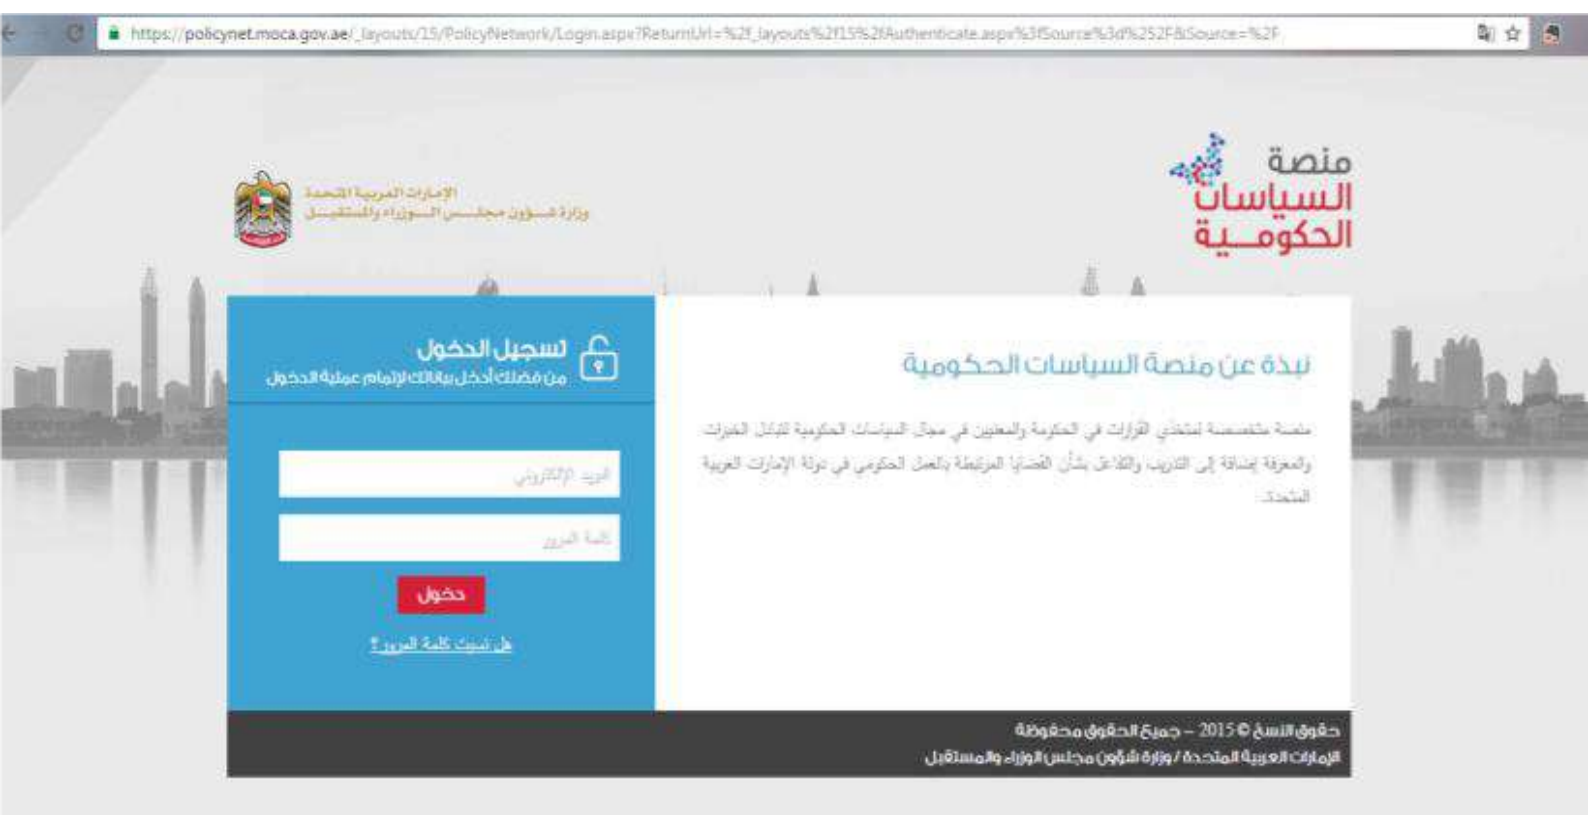 https://policynet.moca.gov.ae/_layouts/15/PolicyNetwork/Login.aspx?ReturnUrl=%2f_layouts%2f15%2fAuthenticate.aspx%3fSource%3d%252F&Source=%2F
منصة
السياسات
الحكومية
الإمارات العربية المتحدة
وزارة شؤون مجلس الوزراء والمستقبل
نبذة عن منصة السياسات الحكومية
منصة متخصصة لمتخذي القرارات في الحكومة والمعنيين في مجال السياسات الحكومية لتبادل الخبرات
والمعرفة إضافة إلى التدريب والتفاعل بشأن القضايا المرتبطة بالعمل الحكومي في دولة الإمارات العربية
المتحدة.
تسجيل الدخول
من فضلك أدخل بياناتك لإتمام عملية الدخول
البريد الإلكتروني
كلمة المرور
دخول
هل نسيت كلمة المرور؟
حقوق النسخ © 2015 – جميع الحقوق محفوظة
الإمارات العربية المتحدة / وزارة شؤون مجلس الوزراء والمستقبل